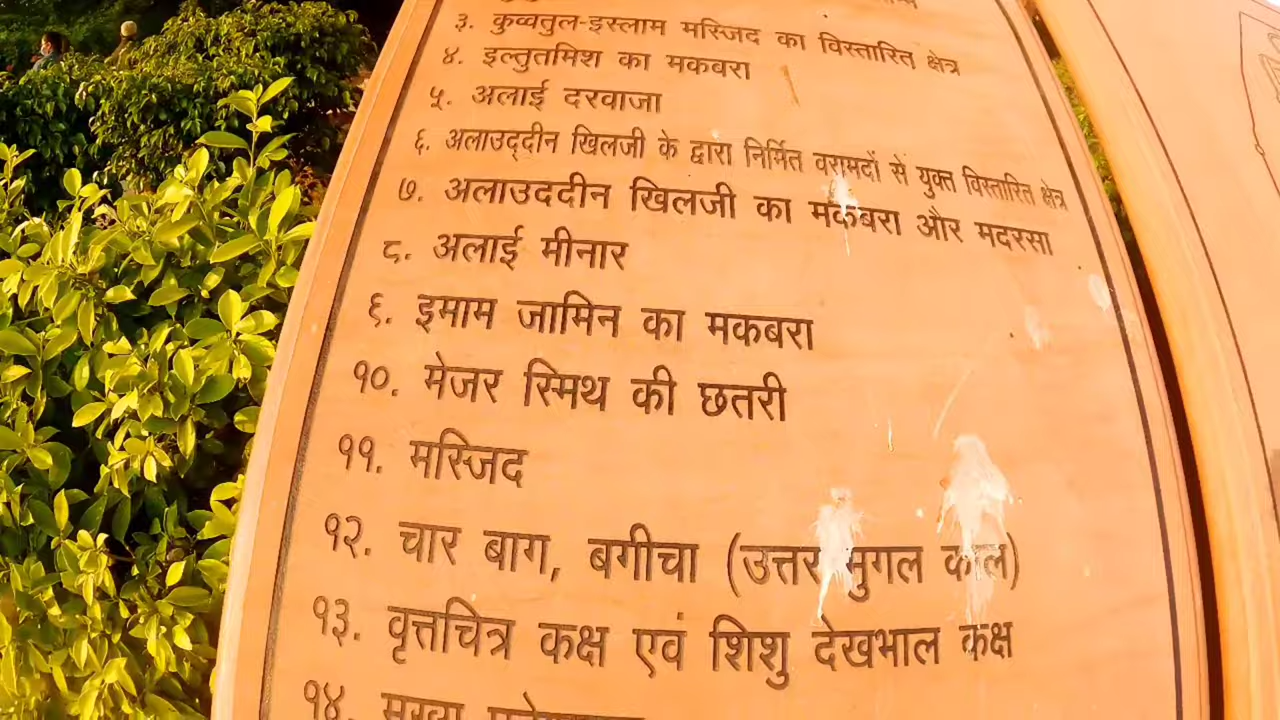 ३. कुव्वतुल-इस्लाम मस्जिद का विस्तारित क्षेत्र
४. इल्तुतमिश का मकबरा
५. अलाई दरवाजा
६. अलाउद्दीन खिलजी के द्वारा निर्मित वरामदों से युक्त विस्तारित क्षेत्र
७. अलाउददीन खिलजी का मकबरा और मदरसा
८. अलाई मीनार
६. इमाम जामिन का मकबरा
१०. मेजर स्मिथ की छतरी
११. मस्जिद
१२. चार बाग, बगीचा (उत्तर मुगल काल)
१३. वृत्तचित्र कक्ष एवं शिशु देखभाल कक्ष
१४.